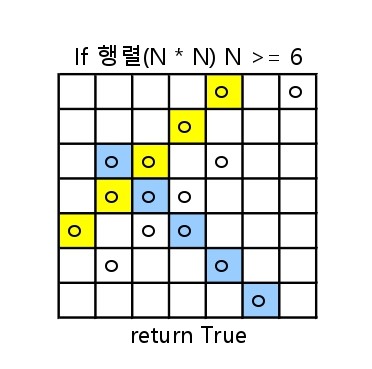 If 행렬(N * N) N >= 6
return True